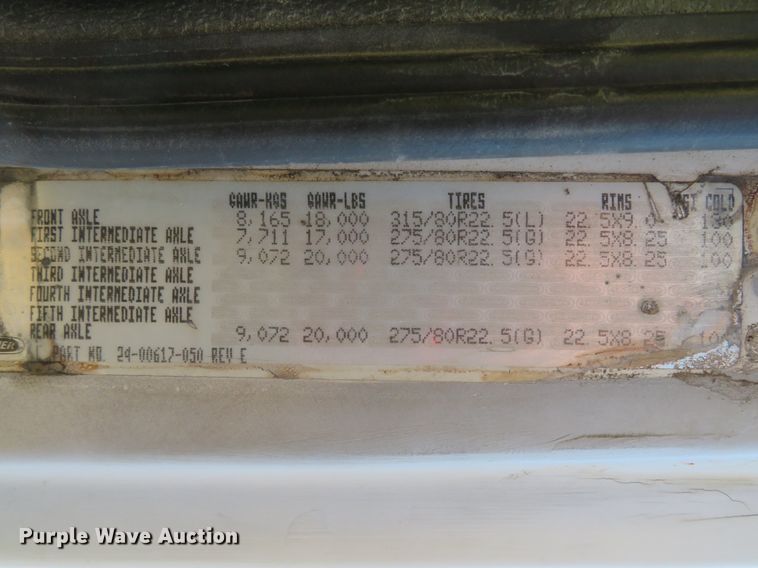 GAWR-KGS GAWR-LBS TIRES RIMS PSI COLD
FRONT AXLE 8,165 18,000 315/80R22.5(L) 22.5X9.0 130
FIRST INTERMEDIATE AXLE 7,711 17,000 275/80R22.5(G) 22.5X8.25 100
SECOND INTERMEDIATE AXLE 9,072 20,000 275/80R22.5(G) 22.5X8.25 100
THIRD INTERMEDIATE AXLE
FOURTH INTERMEDIATE AXLE
FIFTH INTERMEDIATE AXLE
REAR AXLE 9,072 20,000 275/80R22.5(G) 22.5X8.25
PART NO. 24-00617-050 REV E
Purple Wave Auction